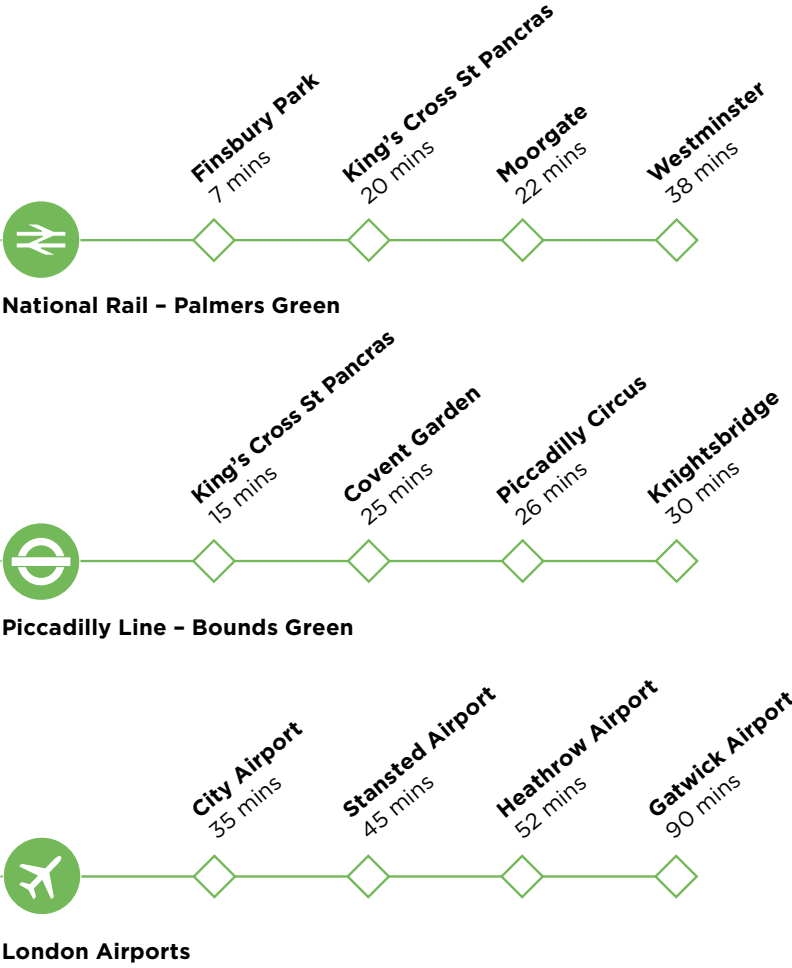 Finsbury Park
7 mins
King's Cross St Pancras
20 mins
Moorgate
22 mins
Westminster
38 mins
National Rail – Palmers Green
King's Cross St Pancras
15 mins
Covent Garden
25 mins
Piccadilly Circus
26 mins
Knightsbridge
30 mins
Piccadilly Line – Bounds Green
City Airport
35 mins
Stansted Airport
45 mins
Heathrow Airport
52 mins
Gatwick Airport
90 mins
London Airports